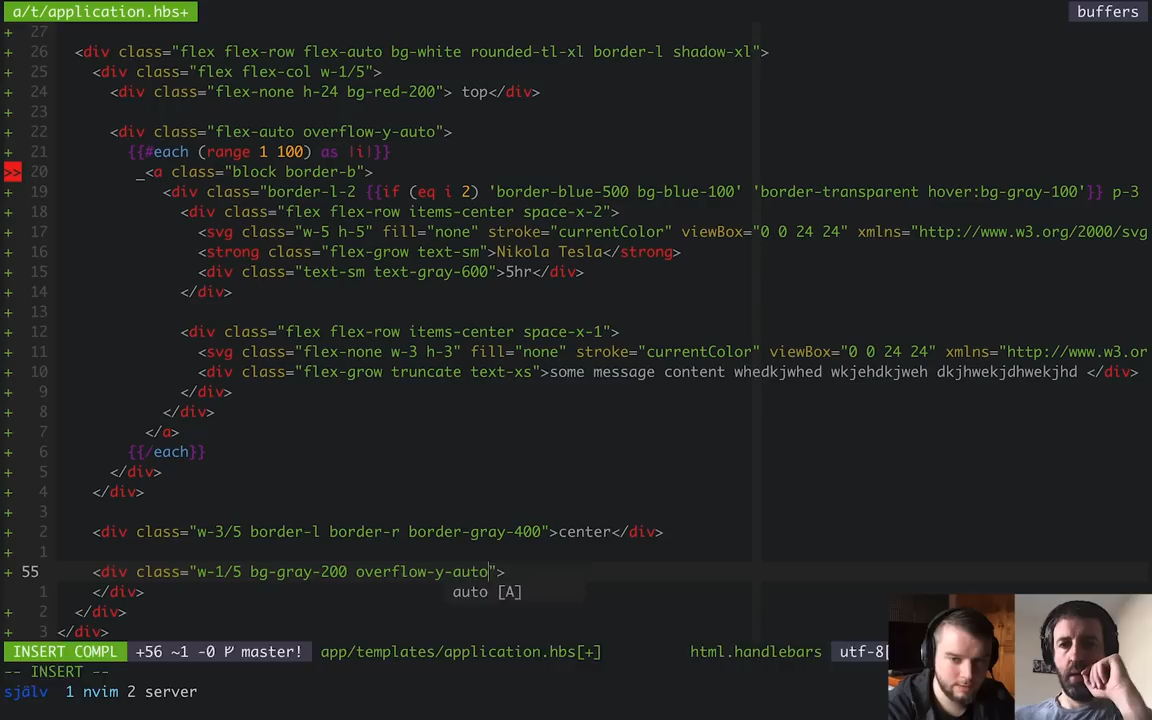 a/t/application.hbs+ buffers
+ 27
+ 26 <div class="flex flex-row flex-auto bg-white rounded-tl-xl border-l shadow-xl">
+ 25 <div class="flex flex-col w-1/5">
+ 24 <div class="flex-none h-24 bg-red-200"> top</div>
+ 23
+ 22 <div class="flex-auto overflow-y-auto">
+ 21 {{#each (range 1 100) as |i|}}
>> 20 _<a class="block border-b">
+ 19 <div class="border-l-2 {{if (eq i 2) 'border-blue-500 bg-blue-100' 'border-transparent hover:bg-gray-100'}} p-3
+ 18 <div class="flex flex-row items-center space-x-2">
+ 17 <svg class="w-5 h-5" fill="none" stroke="currentColor" viewBox="0 0 24 24" xmlns="http://www.w3.org/2000/svg
+ 16 <strong class="flex-grow text-sm">Nikola Tesla</strong>
+ 15 <div class="text-sm text-gray-600">5hr</div>
+ 14 </div>
+ 13
+ 12 <div class="flex flex-row items-center space-x-1">
+ 11 <svg class="flex-none w-3 h-3" fill="none" stroke="currentColor" viewBox="0 0 24 24" xmlns="http://www.w3.or
+ 10 <div class="flex-grow truncate text-xs">some message content whedkjwhed wkjehdkjweh dkjhwekjdhwekjhd </div>
+ 9 </div>
+ 8 </div>
+ 7 </a>
+ 6 {{/each}}
+ 5 </div>
+ 4 </div>
+ 3
+ 2 <div class="w-3/5 border-l border-r border-gray-400">center</div>
+ 1
+ 55 <div class="w-1/5 bg-gray-200 overflow-y-auto">
1 </div> auto [A]
+ 2 </div>
+ 3 </div>
INSERT COMPL +56 ~1 -0 master! app/templates/application.hbs[+] html.handlebars utf-8[
-- INSERT --
själv 1 nvim 2 server